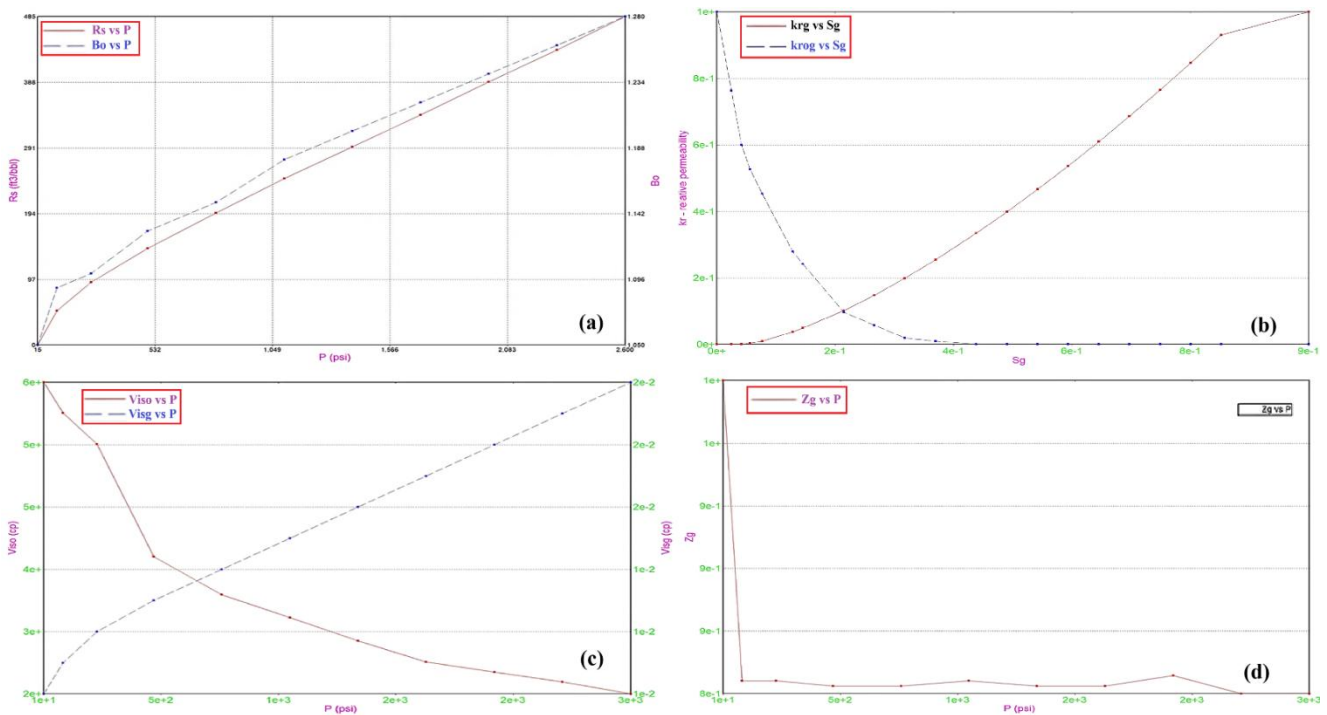 485
388
291
194
97
Rs (ft3/bbl)
Rs vs P
Bo vs P
1.280
1.234
1.188
1.142
1.096
1.050
Bo
(a)
16
532
1.049
1.566
2.083
2.600
P (psi)
1e+
8e-1
6e-1
4e-1
2e-1
0e+
kr - relative permeability
krg vs Sg
krog vs Sg
(b)
0e+
2e-1
4e-1
6e-1
8e-1
9e-1
Sg
6e+
5e+
5e+
4e+
3e+
2e+
Viso (cp)
Viso vs P
Visg vs P
2e-2
2e-2
2e-2
1e-2
1e-2
1e-2
Visg (cp)
(c)
1e+1
5e+2
1e+3
2e+3
2e+3
3e+3
P (psi)
1e+
1e+
9e-1
9e-1
9e-1
8e-1
Zg
Zg vs P
Zg vs P
(d)
1e+1
5e+2
1e+3
2e+3
2e+3
3e+3
P (psi)